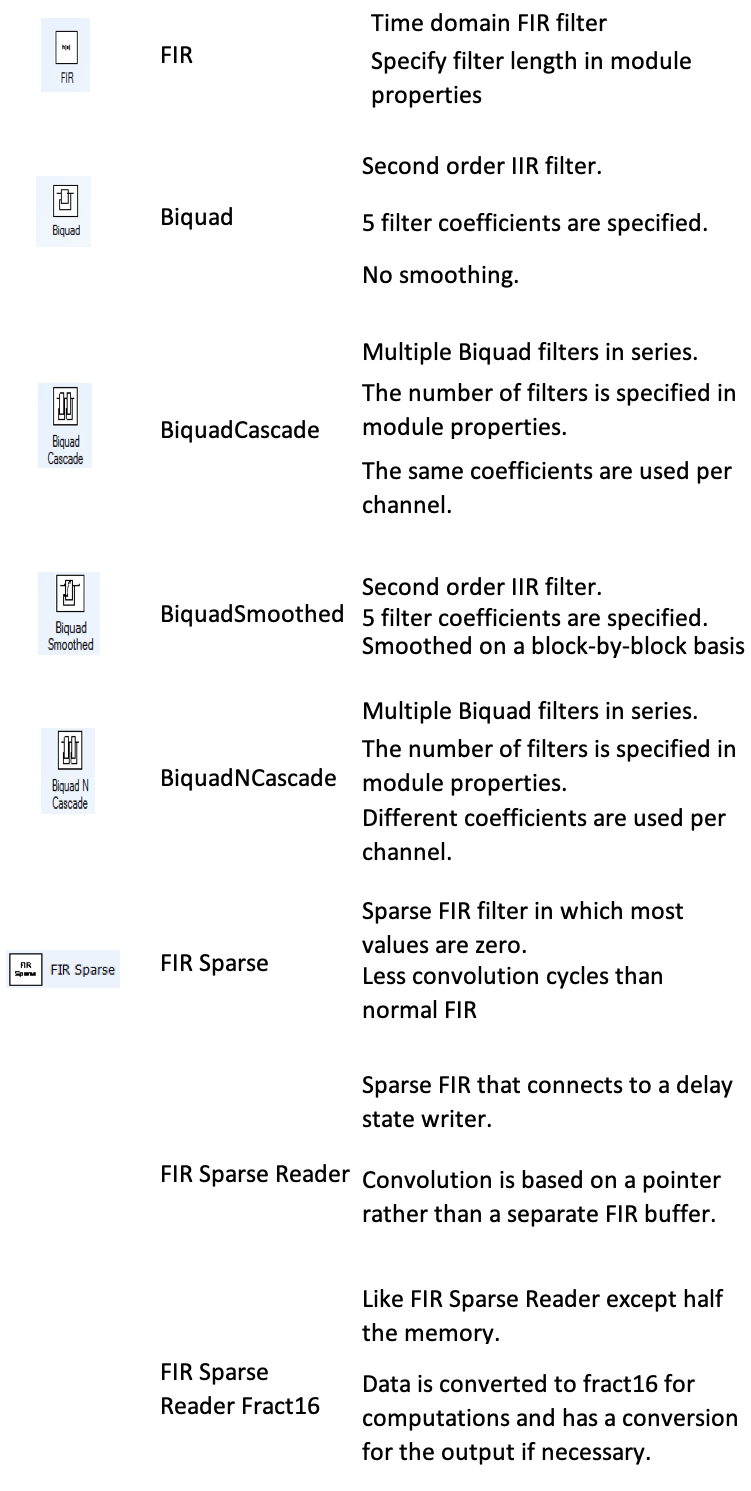 h[n]
FIR
FIR
Time domain FIR filter
Specify filter length in module
properties
Biquad
Biquad
Second order IIR filter.
5 filter coefficients are specified.
No smoothing.
Biquad
Cascade
BiquadCascade
Multiple Biquad filters in series.
The number of filters is specified in
module properties.
The same coefficients are used per
channel.
Biquad
Smoothed
BiquadSmoothed
Second order IIR filter.
5 filter coefficients are specified.
Smoothed on a block-by-block basis
Biquad N
Cascade
BiquadNCascade
Multiple Biquad filters in series.
The number of filters is specified in
module properties.
Different coefficients are used per
channel.
FIR
Sparse
FIR Sparse
FIR Sparse
Sparse FIR filter in which most
values are zero.
Less convolution cycles than
normal FIR
FIR Sparse Reader
Sparse FIR that connects to a delay
state writer.
Convolution is based on a pointer
rather than a separate FIR buffer.
FIR Sparse
Reader Fract16
Like FIR Sparse Reader except half
the memory.
Data is converted to fract16 for
computations and has a conversion
for the output if necessary.